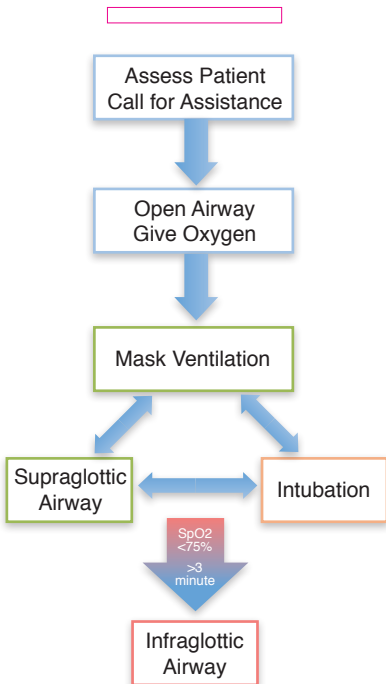 Assess Patient
Call for Assistance
Open Airway
Give Oxygen
Mask Ventilation
Supraglottic
Airway
Intubation
SpO2
<75%
>3
minute
Infraglottic
Airway